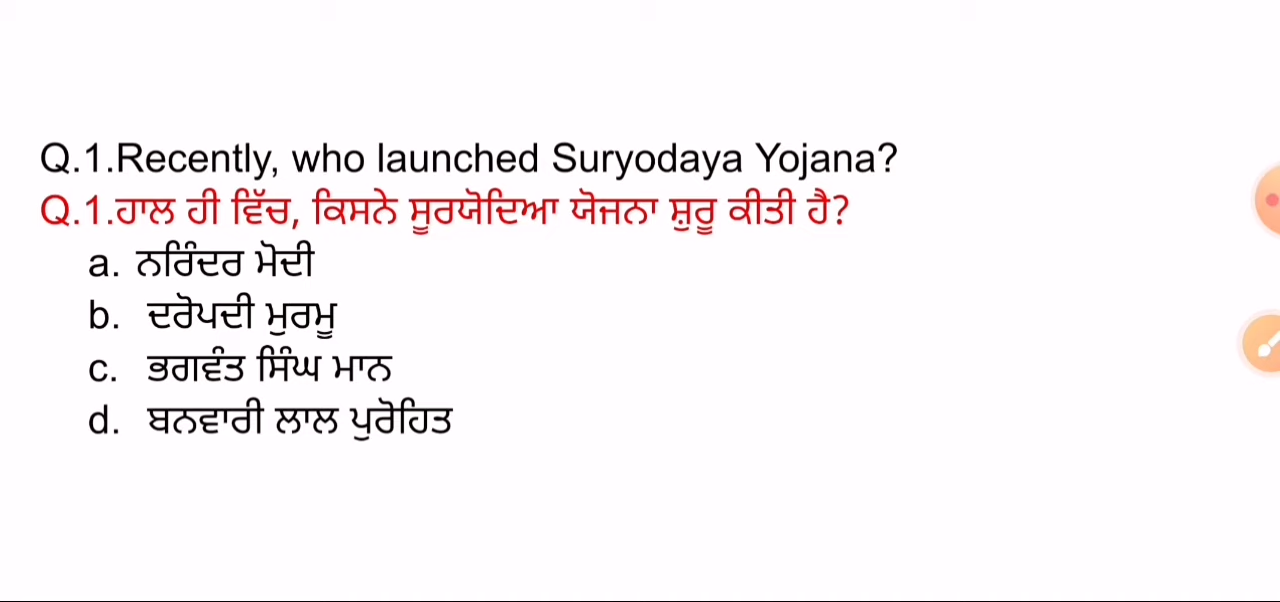 Q.1.Recently, who launched Suryodaya Yojana?
Q.1.ਹਾਲ ਹੀ ਵਿੱਚ, ਕਿਸਨੇ ਸੂਰਯੋਦਿਆ ਯੋਜਨਾ ਸ਼ੁਰੂ ਕੀਤੀ ਹੈ?
a. ਨਰਿੰਦਰ ਮੋਦੀ
b. ਦਰੋਪਦੀ ਮੁਰਮੂ
c. ਭਗਵੰਤ ਸਿੰਘ ਮਾਨ
d. ਬਨਵਾਰੀ ਲਾਲ ਪੁਰੋਹਿਤ